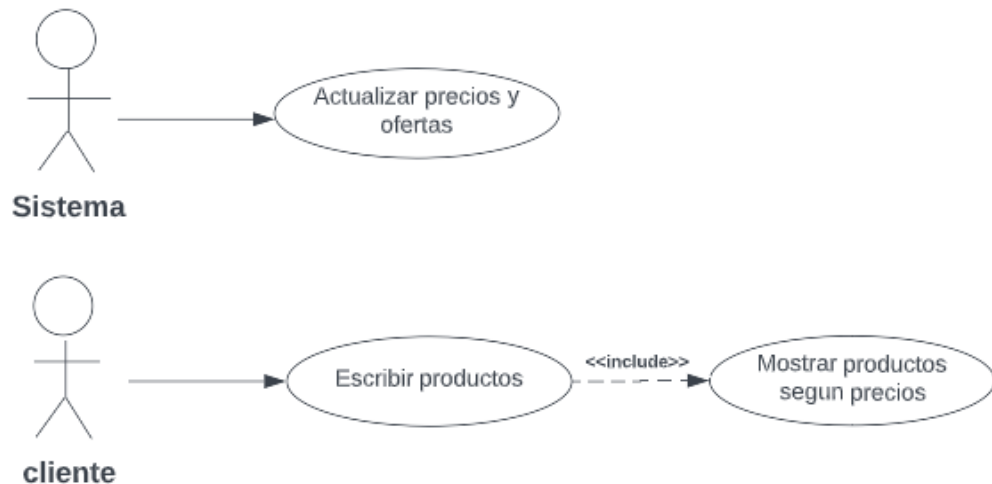 Actualizar precios y
ofertas
Sistema
Escribir productos
<<include>>
Mostrar productos
segun precios
cliente